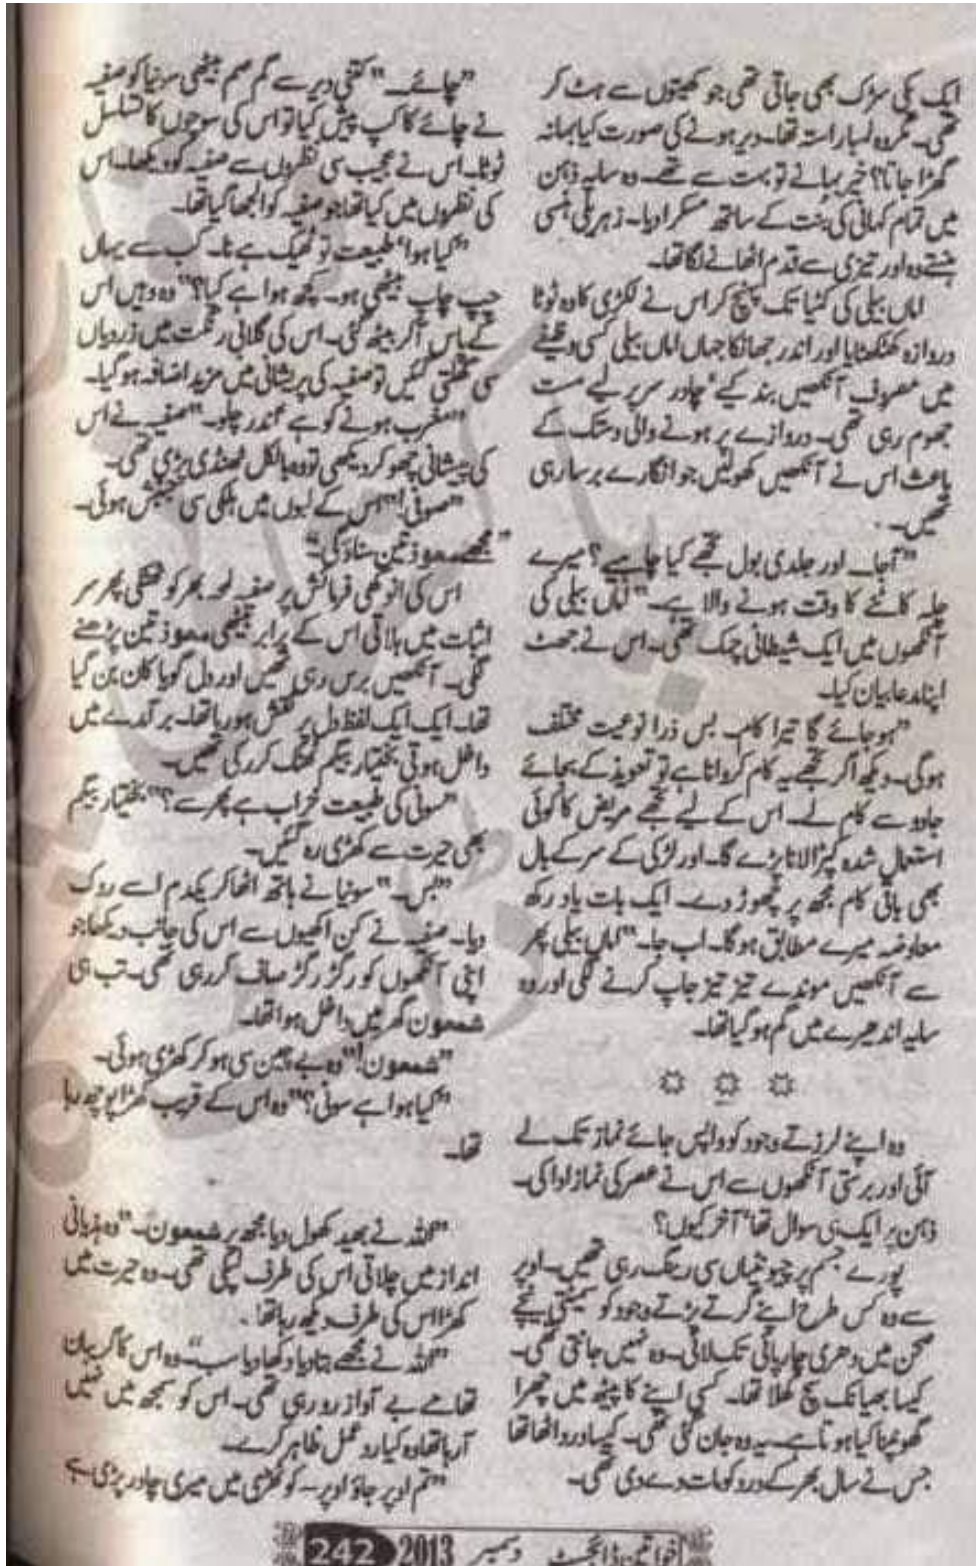 ایک پکی سڑک بھی جاتی تھی جو کھیتوں سے ہٹ کر
تھی۔ مگر وہ لمبا راستہ تھا۔ دیر ہونے کی صورت کیا بہانہ
گھڑا جاتا؟ خیر بہانے تو بہت سے تھے۔ وہ سایہ ذہن
میں تمام کہانی کی بنت کے ساتھ مسکرا دیا۔ زہریلی ہنسی
ہنستے وہ اور تیزی سے قدم اٹھانے لگا تھا۔
اماں بیلی کی کٹیا تک پہنچ کر اس نے لکڑی کا وہ ٹوٹا
دروازہ کھٹکھٹایا اور اندر جھانکا جہاں اماں بیلی کسی وظیفے
میں مصروف آنکھیں بند کیے، چادر سر پر لیے مست
جھوم رہی تھی۔ دروازے پر ہونے والی دستک کے
باعث اس نے آنکھیں کھولیں جو انگارے برسا رہی
تھیں۔
”آجا۔ اور جلدی بول تجھے کیا چاہیے؟ میرے
چلہ کاٹنے کا وقت ہونے والا ہے۔“ اماں بیلی کی
آنکھوں میں ایک شیطانی چمک تھی۔ اس نے جھٹ
اپنا مدعا بیان کیا۔
”ہو جائے گا تیرا کام۔ بس ذرا نوعیت مختلف
ہوگی۔ دیکھ اگر تجھے یہ کام کروانا ہے تو تعویذ کے بجائے
جادو سے کام لے۔ اس کے لیے تجھے مریض کا کوئی
استعمال شدہ کپڑا لانا پڑے گا۔ اور لڑکی کے سر کے بال
بھی باقی کام مجھ پر چھوڑ دے۔ ایک بات یاد رکھ
معاوضہ میرے مطابق ہوگا۔ اب جا۔“ اماں بیلی پھر
سے آنکھیں موندے تیز تیز جاپ کرنے لگی اور وہ
سایہ اندھیرے میں گم ہو گیا تھا۔
وہ اپنے لرزتے وجود کو واپس جائے نماز تک لے
آئی اور برستی آنکھوں سے اس نے عصر کی نماز ادا کی۔
ذہن پر ایک ہی سوال تھا، آخر کیوں؟
پورے جسم پر چیونٹیاں سی رینگ رہی تھیں۔ اوپر
سے وہ کس طرح اپنے گرتے پڑتے وجود کو گھسیٹتی نیچے
صحن میں دھری چارپائی تک لائی۔ وہ نہیں جانتی تھی۔
کیسا بھیانک سچ کھلا تھا۔ کسی اپنے کا پیٹھ میں چھرا
گھونپنا کیا ہوتا ہے۔ یہ وہ جان گئی تھی۔ کیسا درد اٹھا تھا
جس نے سال بھر کے درد کو مات دے دی تھی۔
”چائے۔“ کتنی دیر سے گم صم بیٹھی سونیا کو صفیہ
نے چائے کا کپ پیش کیا تو اس کی سوچوں کا تسلسل
ٹوٹا۔ اس نے عجیب سی نظروں سے صفیہ کو دیکھا۔ اس
کی نظروں میں کیا تھا جو صفیہ کو الجھا گیا تھا۔
”کیا ہوا، طبیعت تو ٹھیک ہے نا۔ کب سے یہاں
چپ چاپ بیٹھی ہو۔ کچھ ہوا ہے کیا؟“ وہ وہیں اس
کے پاس آکر بیٹھ گئی۔ اس کی گلابی رنگت میں زردیاں
سی گھلتی گئیں تو صفیہ کی پریشانی میں مزید اضافہ ہو گیا۔
”مغرب ہونے کو ہے، اندر چلو۔“ صفیہ نے اس
کی پیشانی چھو کر دیکھی تو وہ بالکل ٹھنڈی پڑی تھی۔
”صوفی!“ اس کے لبوں میں ہلکی سی جنبش ہوئی۔
”مجھے معوذتین سناؤ گی۔“
اس کی انوکھی فرمائش پر صفیہ لمحہ بھر کو ٹھٹکی پھر سر
اثبات میں ہلاتی اس کے برابر بیٹھی معوذتین پڑھنے
لگی۔ آنکھیں برس رہی تھیں اور دل گویا کان بن گیا
تھا۔ ایک ایک لفظ دل پر نقش ہو رہا تھا۔ برآمدے میں
داخل ہوتی بختیار بیگم ٹھٹک کر رکی تھیں۔
”سونی کی طبیعت خراب ہے پھر سے؟“ بختیار بیگم
بھی حیرت سے کھڑی رہ گئیں۔
”بس۔“ سونیا نے ہاتھ اٹھا کر یکدم اسے روک
دیا۔ صفیہ نے کن اکھیوں سے اس کی جانب دیکھا جو
اپنی آنکھوں کو رگڑ رگڑ صاف کر رہی تھی۔ تب ہی
شمعون گھر میں داخل ہوا تھا۔
”شمعون!“ وہ بے چین سی ہو کر کھڑی ہوئی۔
”کیا ہوا ہے سونی؟“ وہ اس کے قریب کھڑا پوچھ رہا
تھا۔
”اللہ نے بھید کھول دیا مجھ پر شمعون۔“ وہ ہذیانی
انداز میں چلاتی اس کی طرف لپکی تھی۔ وہ حیرت میں
کھڑا اس کی طرف دیکھ رہا تھا۔
”اللہ نے مجھے بتا دیا دکھا دیا سب“۔ وہ اس کا گریبان
تھامے بے آواز رو رہی تھی۔ اس کو سمجھ میں نہیں
آرہا تھا وہ کیا رد عمل ظاہر کرے۔
”تم اوپر جاؤ اوپر۔ کوٹھڑی میں میری چادر پڑی ہے
خواتین ڈائجسٹ دسمبر 2013 242